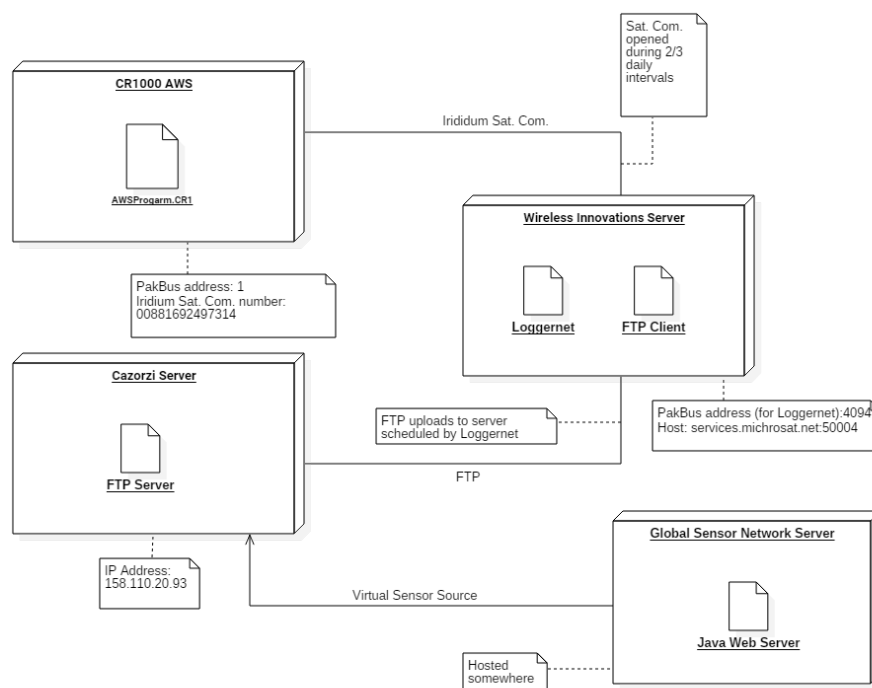 Sat. Com.
opened
during 2/3
daily
intervals
CR1000 AWS
Irididum Sat. Com.
AWSProgarm.CR1
Wireless Innovations Server
Loggernet
FTP Client
PakBus address: 1
Iridium Sat. Com. number:
00881692497314
Cazorzi Server
FTP Server
FTP uploads to server
scheduled by Loggernet
PakBus address (for Loggernet):4094
Host: services.michrosat.net:50004
FTP
IP Address:
158.110.20.93
Global Sensor Network Server
Java Web Server
Virtual Sensor Source
Hosted
somewhere